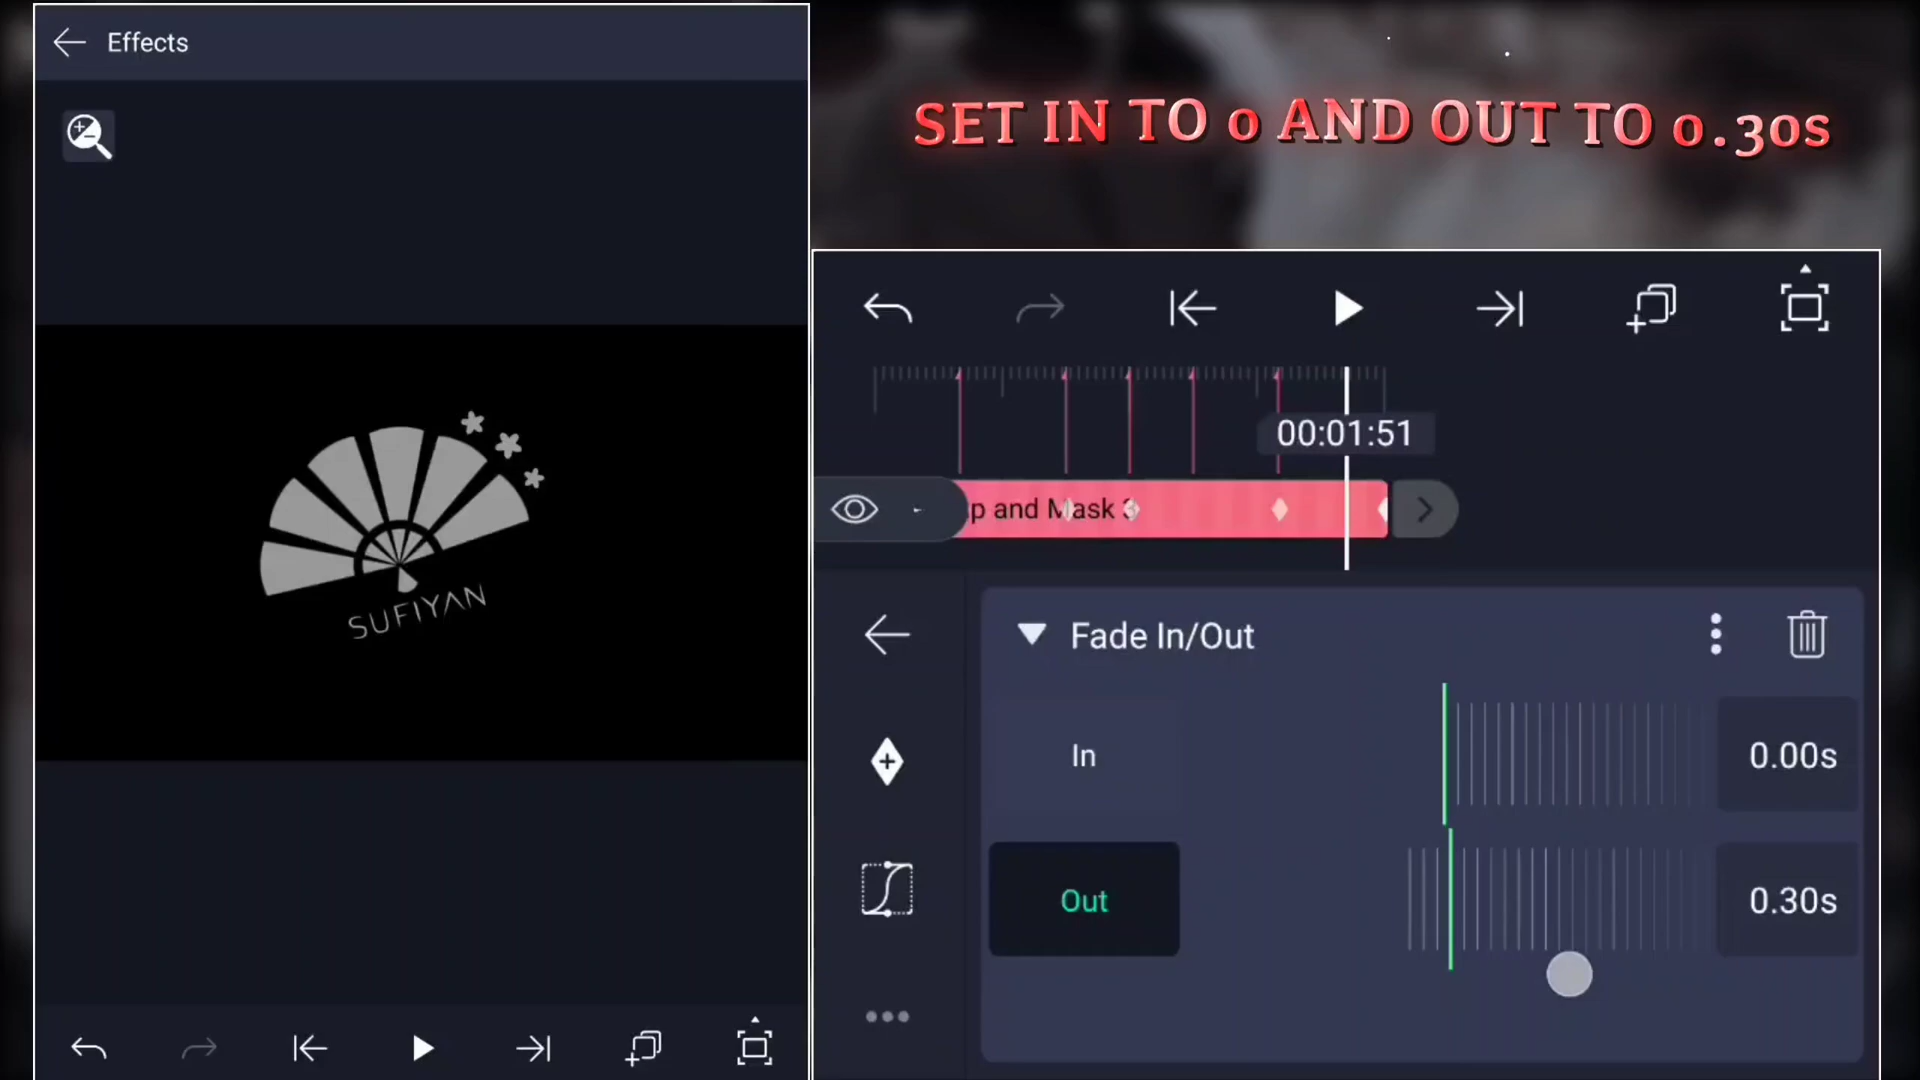 Effects
SUFIYAN
SET IN TO 0 AND OUT TO 0.30s
00:01:51
p and Mask 3
Fade In/Out
In
0.00s
Out
0.30s